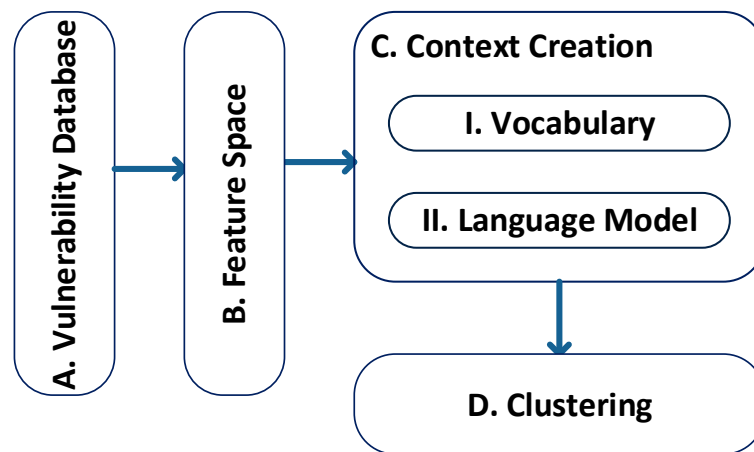 A. Vulnerability Database
B. Feature Space
C. Context Creation
I. Vocabulary
II. Language Model
D. Clustering